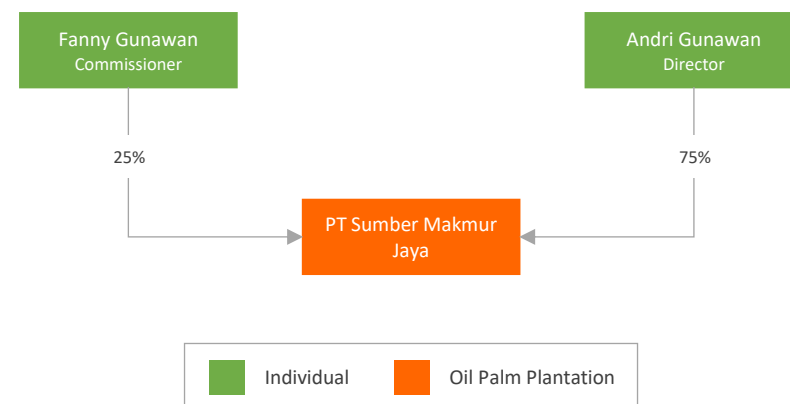 Fanny Gunawan
Commissioner
Andri Gunawan
Director
25%
75%
PT Sumber Makmur
Jaya
Individual
Oil Palm Plantation